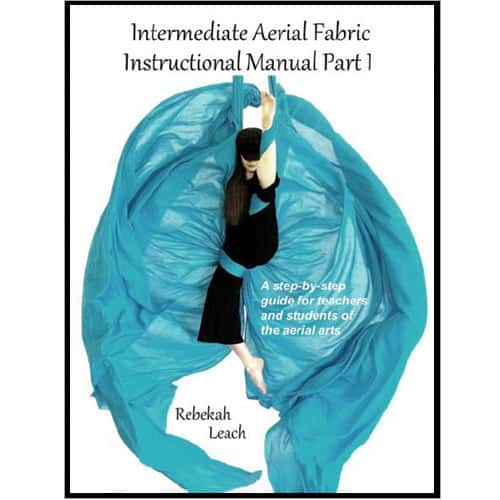 Intermediate Aerial Fabric
Instructional Manual Part I
A step-by-step
guide for teachers
and students of
the aerial arts
Rebekah
Leach